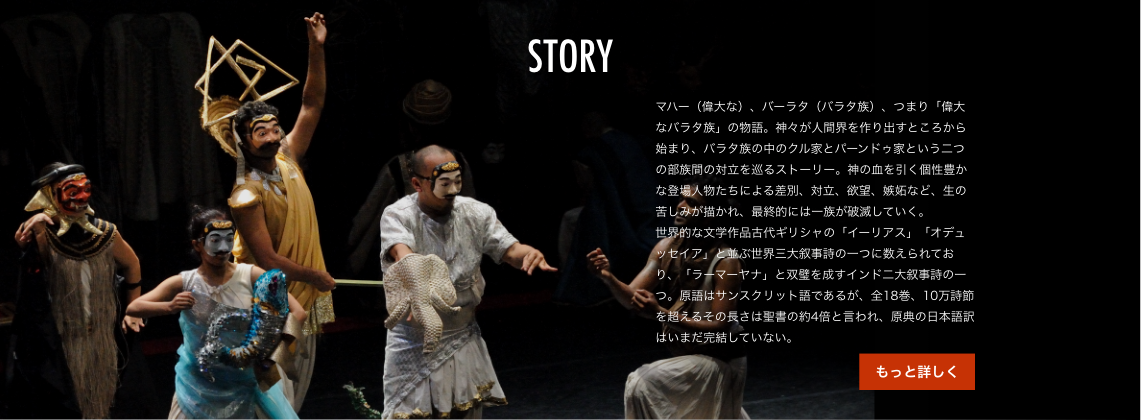 STORY
マハー（偉大な）、バーラタ（バラタ族）、つまり「偉大
なバラタ族」の物語。神々が人間界を作り出すところから
始まり、バラタ族の中のクル家とパーンドゥ家という二つ
の部族間の対立を巡るストーリー。神の血を引く個性豊か
な登場人物たちによる差別、対立、欲望、嫉妬など、生の
苦しみが描かれ、最終的には一族が破滅していく。
世界的な文学作品古代ギリシャの「イーリアス」「オデュ
ッセイア」と並ぶ世界三大叙事詩の一つに数えられてお
り、「ラーマーヤナ」と双璧を成すインド二大叙事詩の一
つ。原語はサンスクリット語であるが、全18巻、10万詩節
を超えるその長さは聖書の約4倍と言われ、原典の日本語訳
はいまだ完結していない。
もっと詳しく